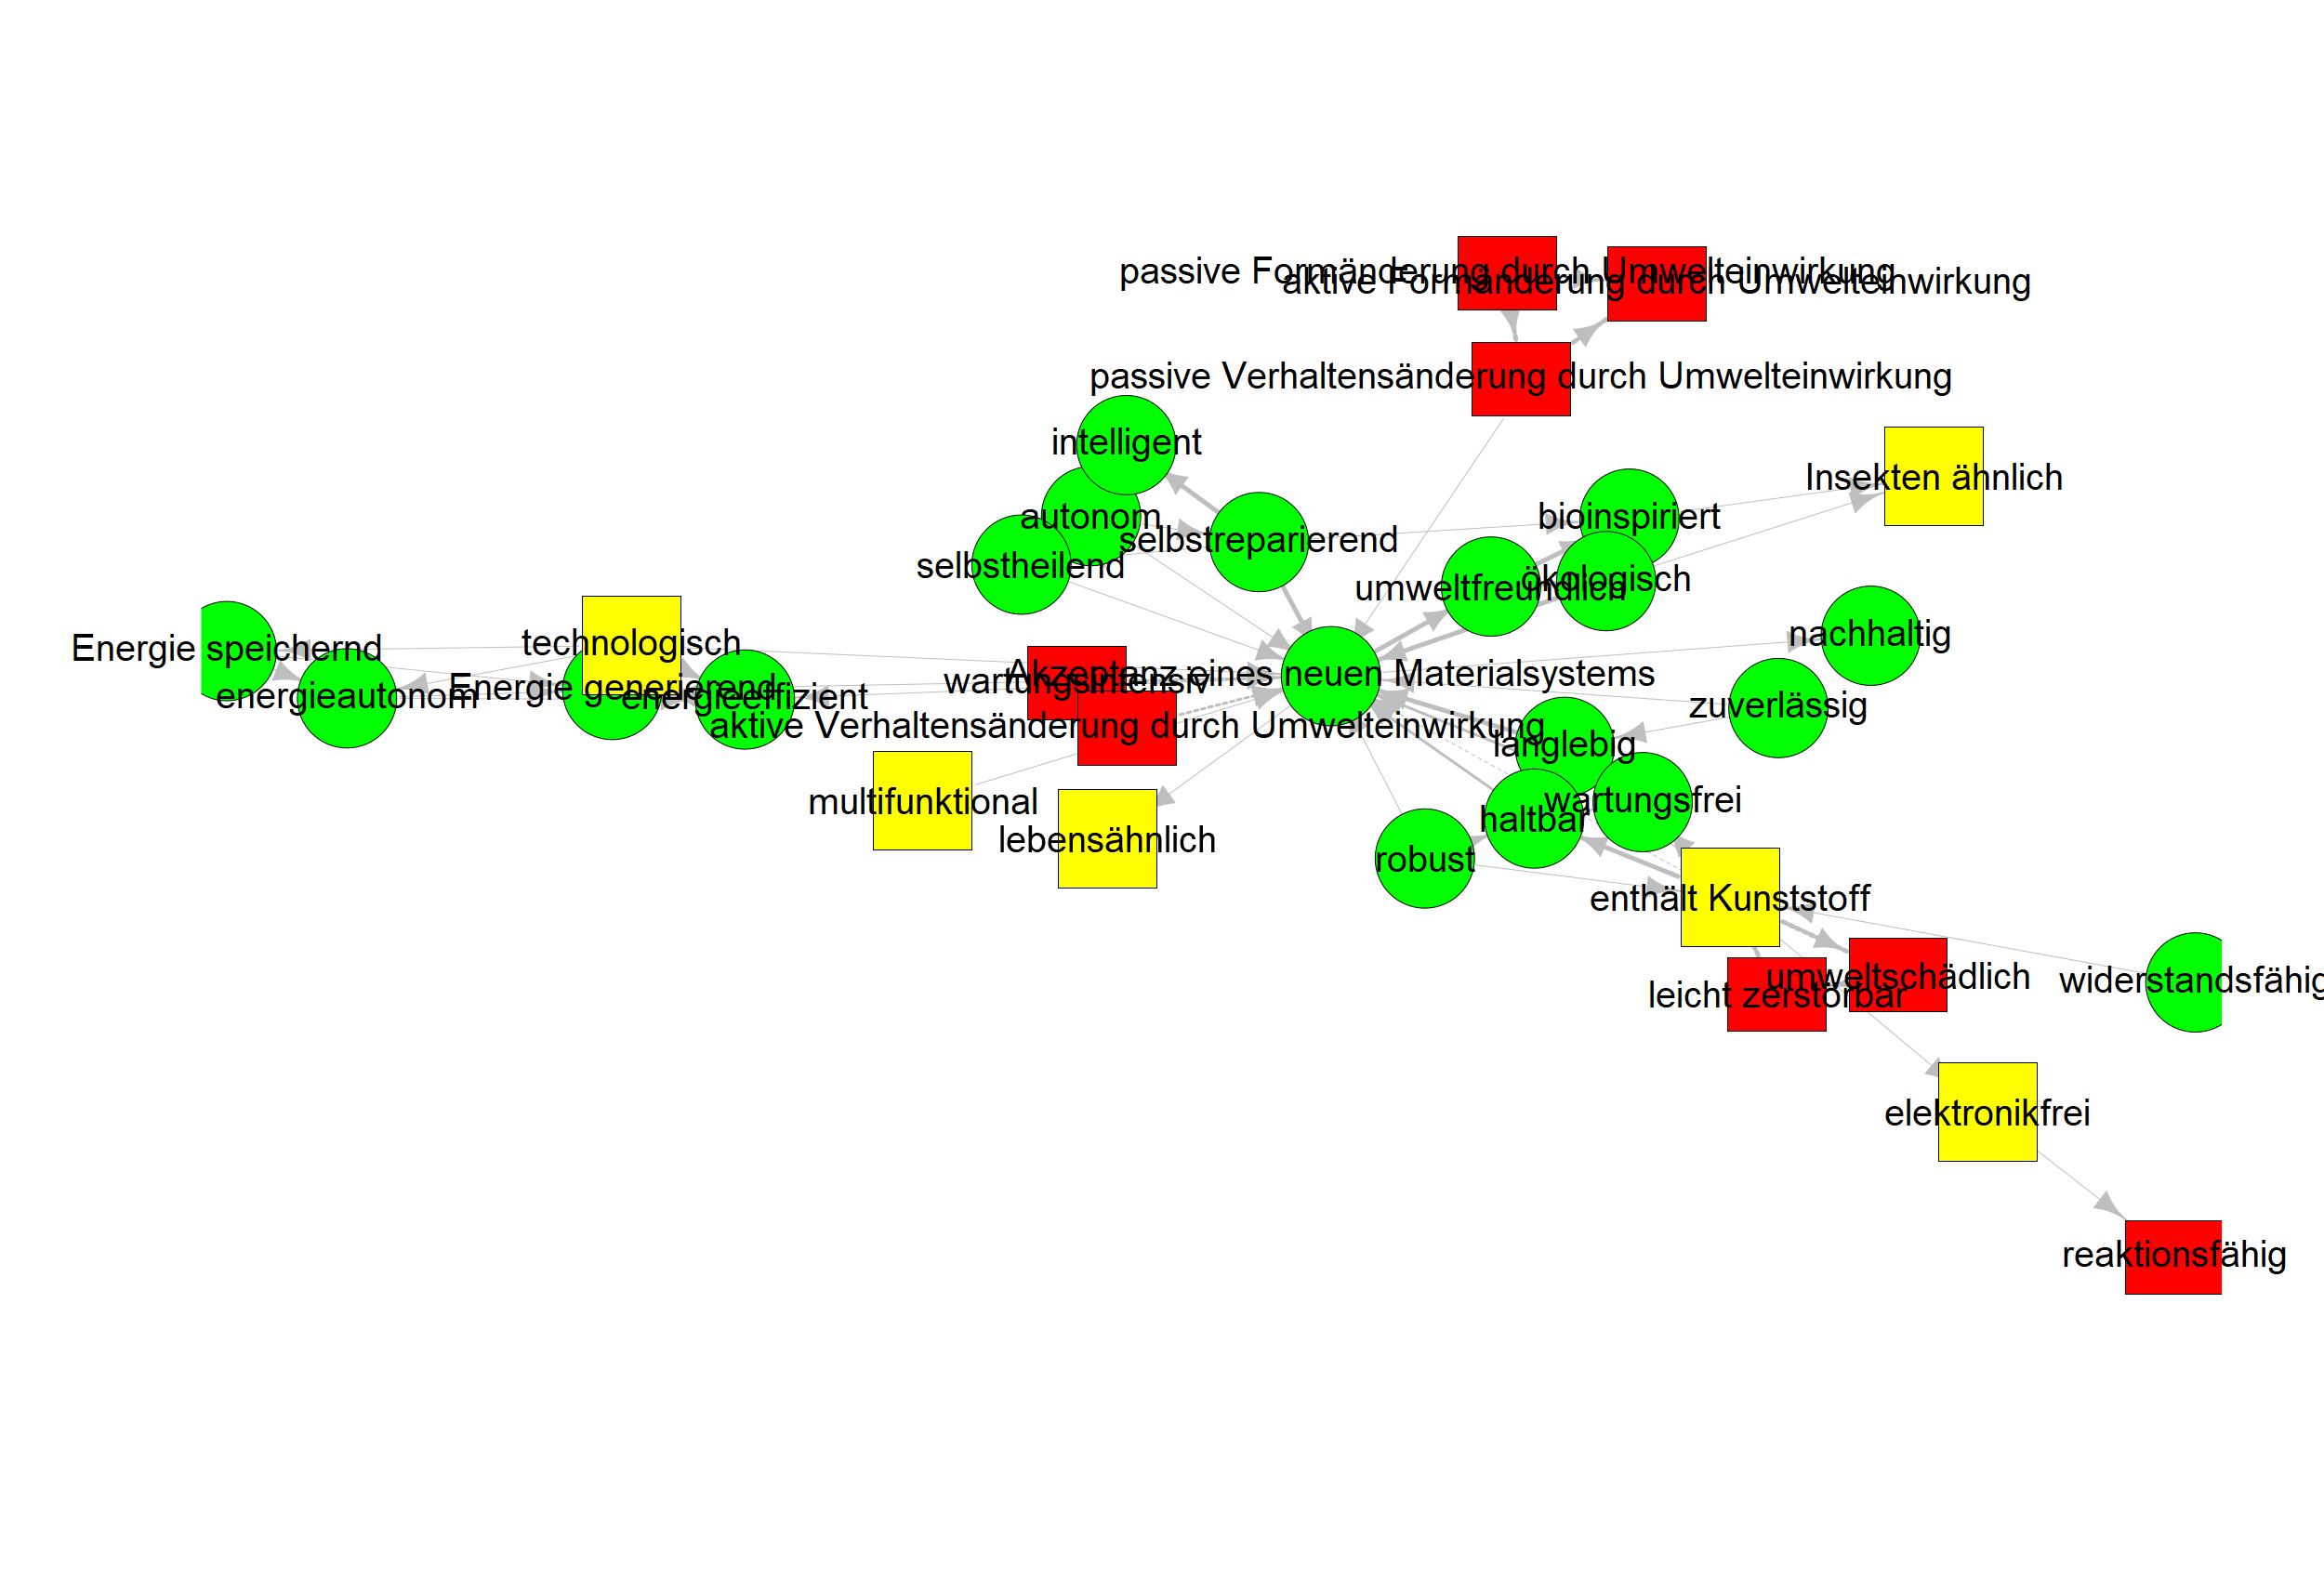 passive Formänderung durch Umwelteinwirkung
aktive Formänderung durch Umwelteinwirkung
passive Verhaltensänderung durch Umwelteinwirkung
intelligent
Insekten ähnlich
autonom
bioinspiriert
selbstreparierend
selbstheilend
umweltfreundlich
ökologisch
nachhaltig
Energie speichernd
technologisch
energieautonom
Energie generierend
energieeffizient
wartungsintensiv
Akzeptanz eines neuen Materialsystems
zuverlässig
aktive Verhaltensänderung durch Umwelteinwirkung
langlebig
multifunktional
wartungsfrei
haltbar
lebensähnlich
robust
enthält Kunststoff
umweltschädlich
leicht zerstörbar
widerstandsfähig
elektronikfrei
reaktionsfähig